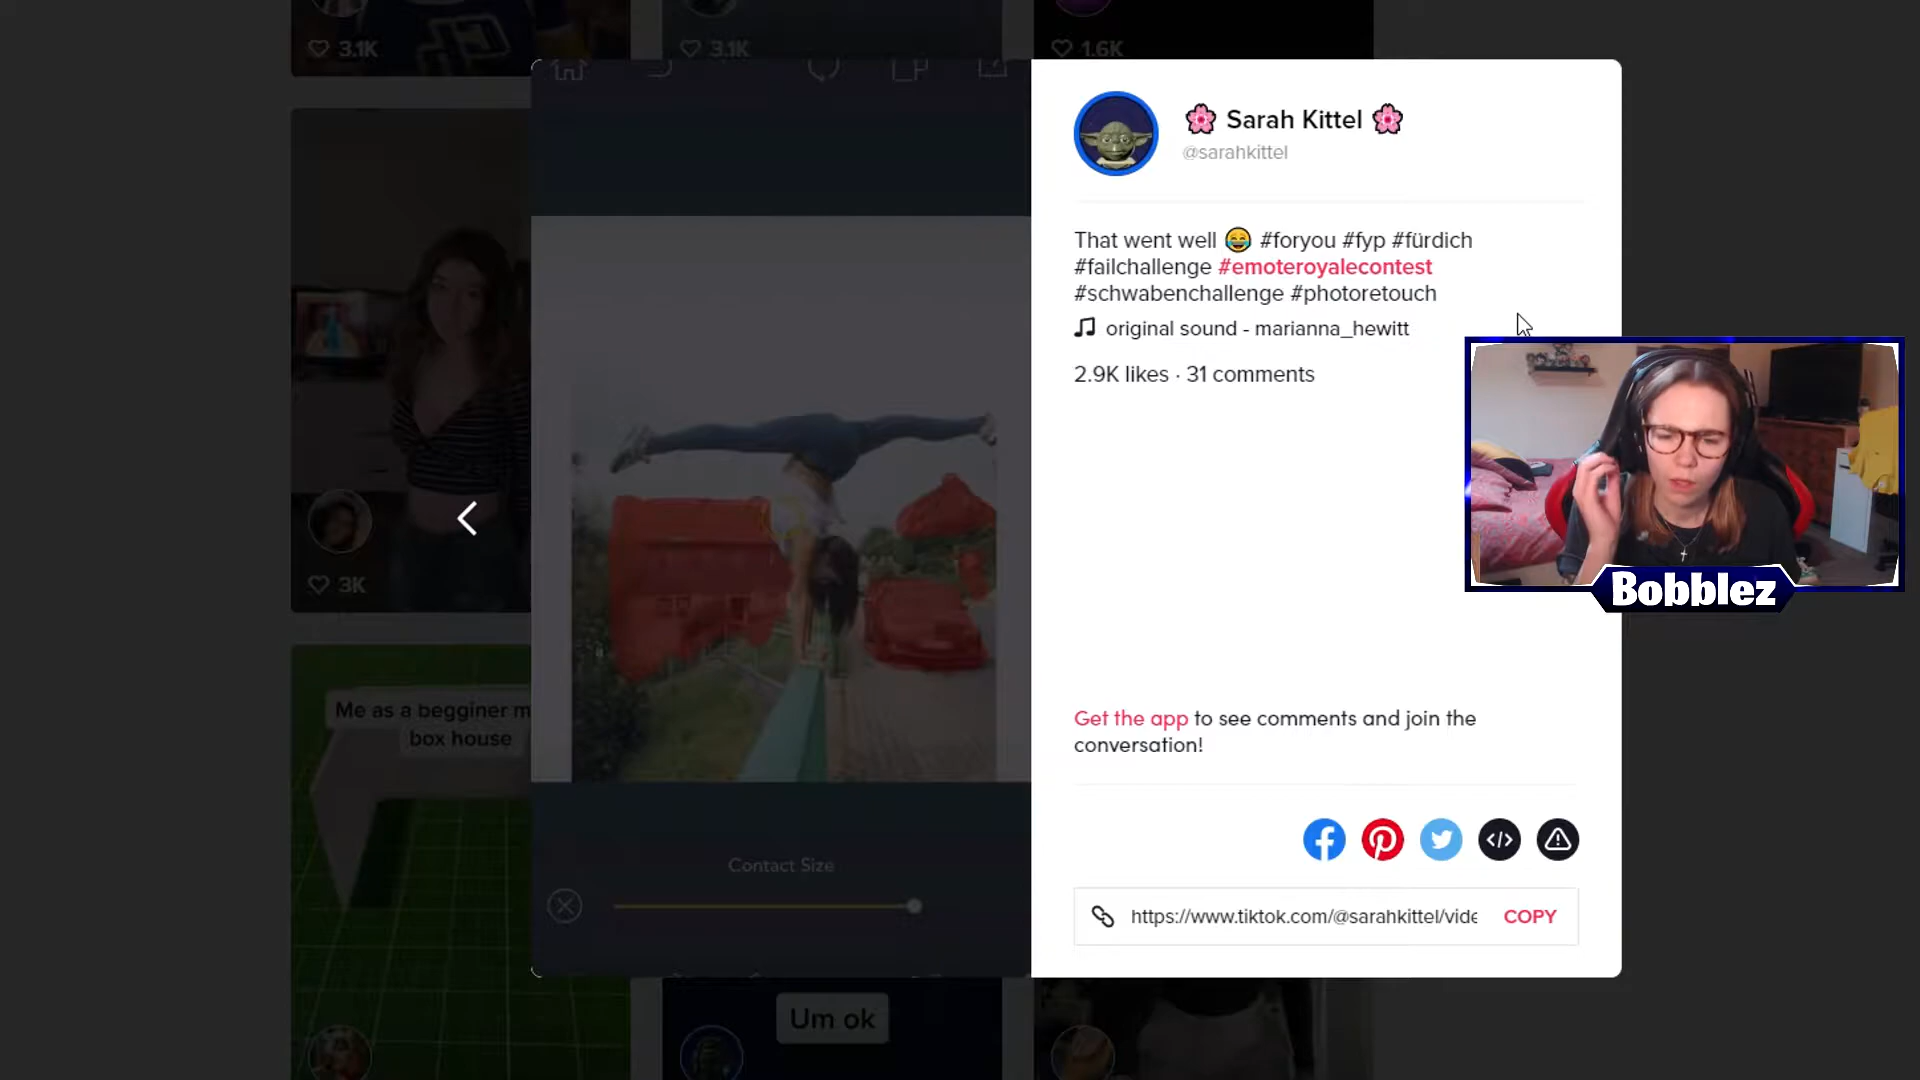 3.1K
3.1K
1.6K
🌸 Sarah Kittel 🌸
@sarahkittel
That went well 😂 #foryou #fyp #fürdich
#failchallenge #emoteroyalecontest
#schwabenchallenge #photoretouch
original sound - marianna_hewitt
2.9K likes · 31 comments
Bobblez
3K
Me as a begginer m
box house
Get the app to see comments and join the
conversation!
Contact Size
https://www.tiktok.com/@sarahkittel/vide
COPY
Um ok